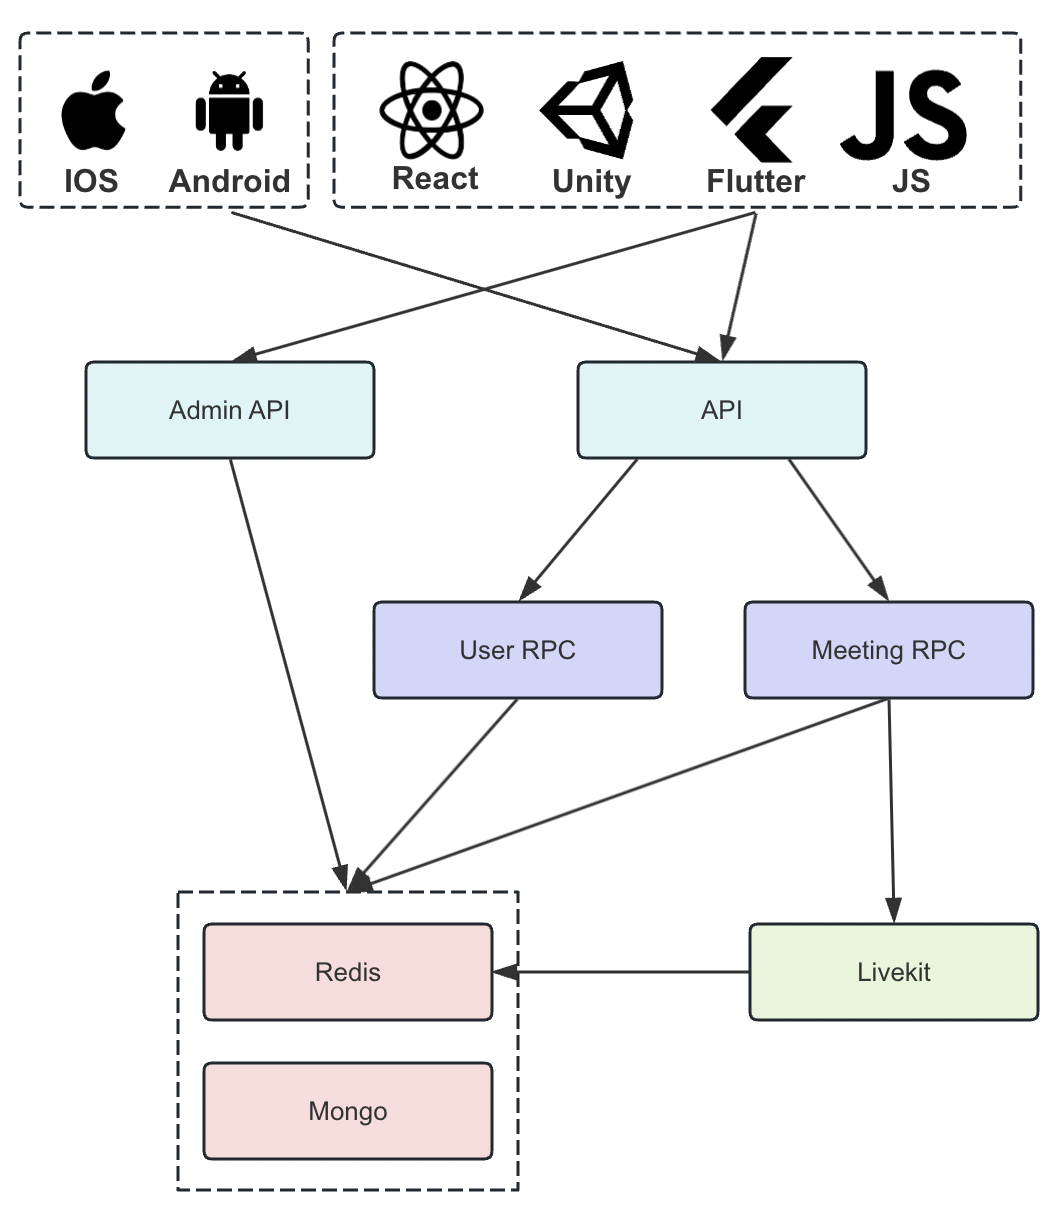 IOS
Android
React
Unity
Flutter
JS
JS
Admin API
API
User RPC
Meeting RPC
Redis
Livekit
Mongo